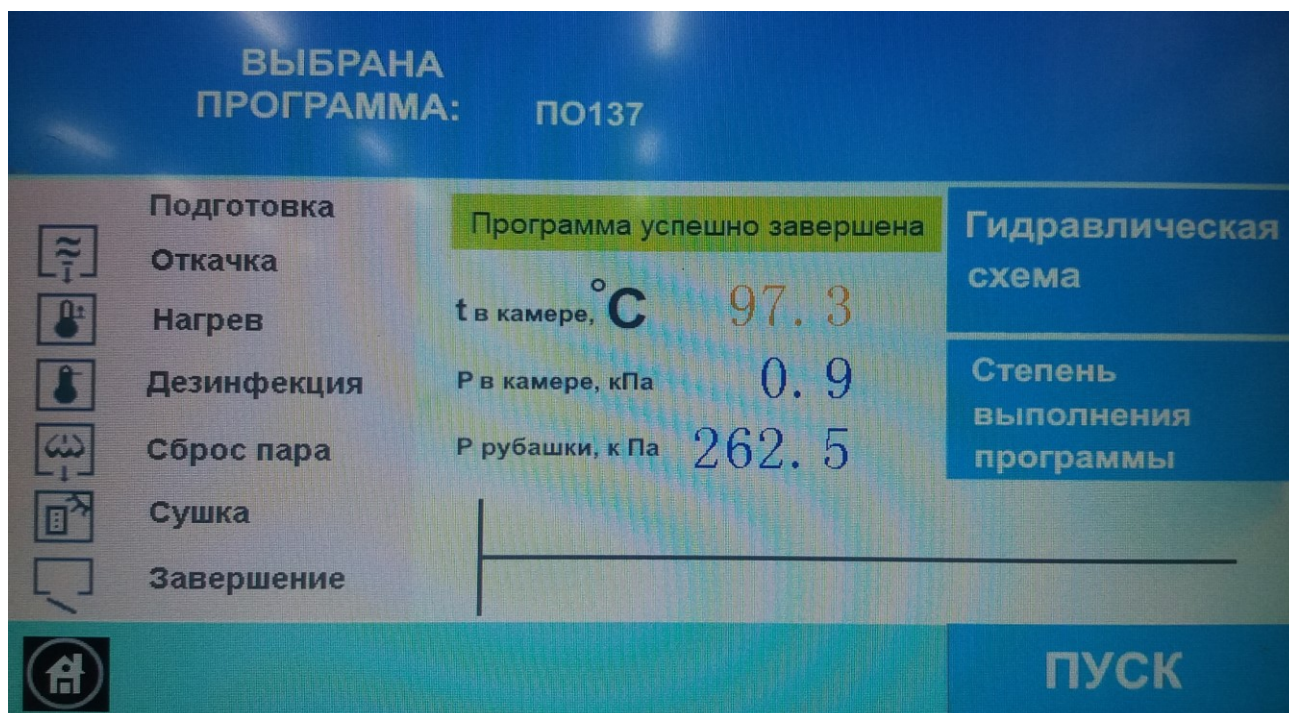 ВЫБРАНА
ПРОГРАММА: ПО137
Подготовка
Откачка
Нагрев
Дезинфекция
Сброс пара
Сушка
Завершение
Программа успешно завершена
t в камере, °C 97.3
Р в камере, кПа 0.9
Р рубашки, к Па 262.5
Гидравлическая
схема
Степень
выполнения
программы
ПУСК